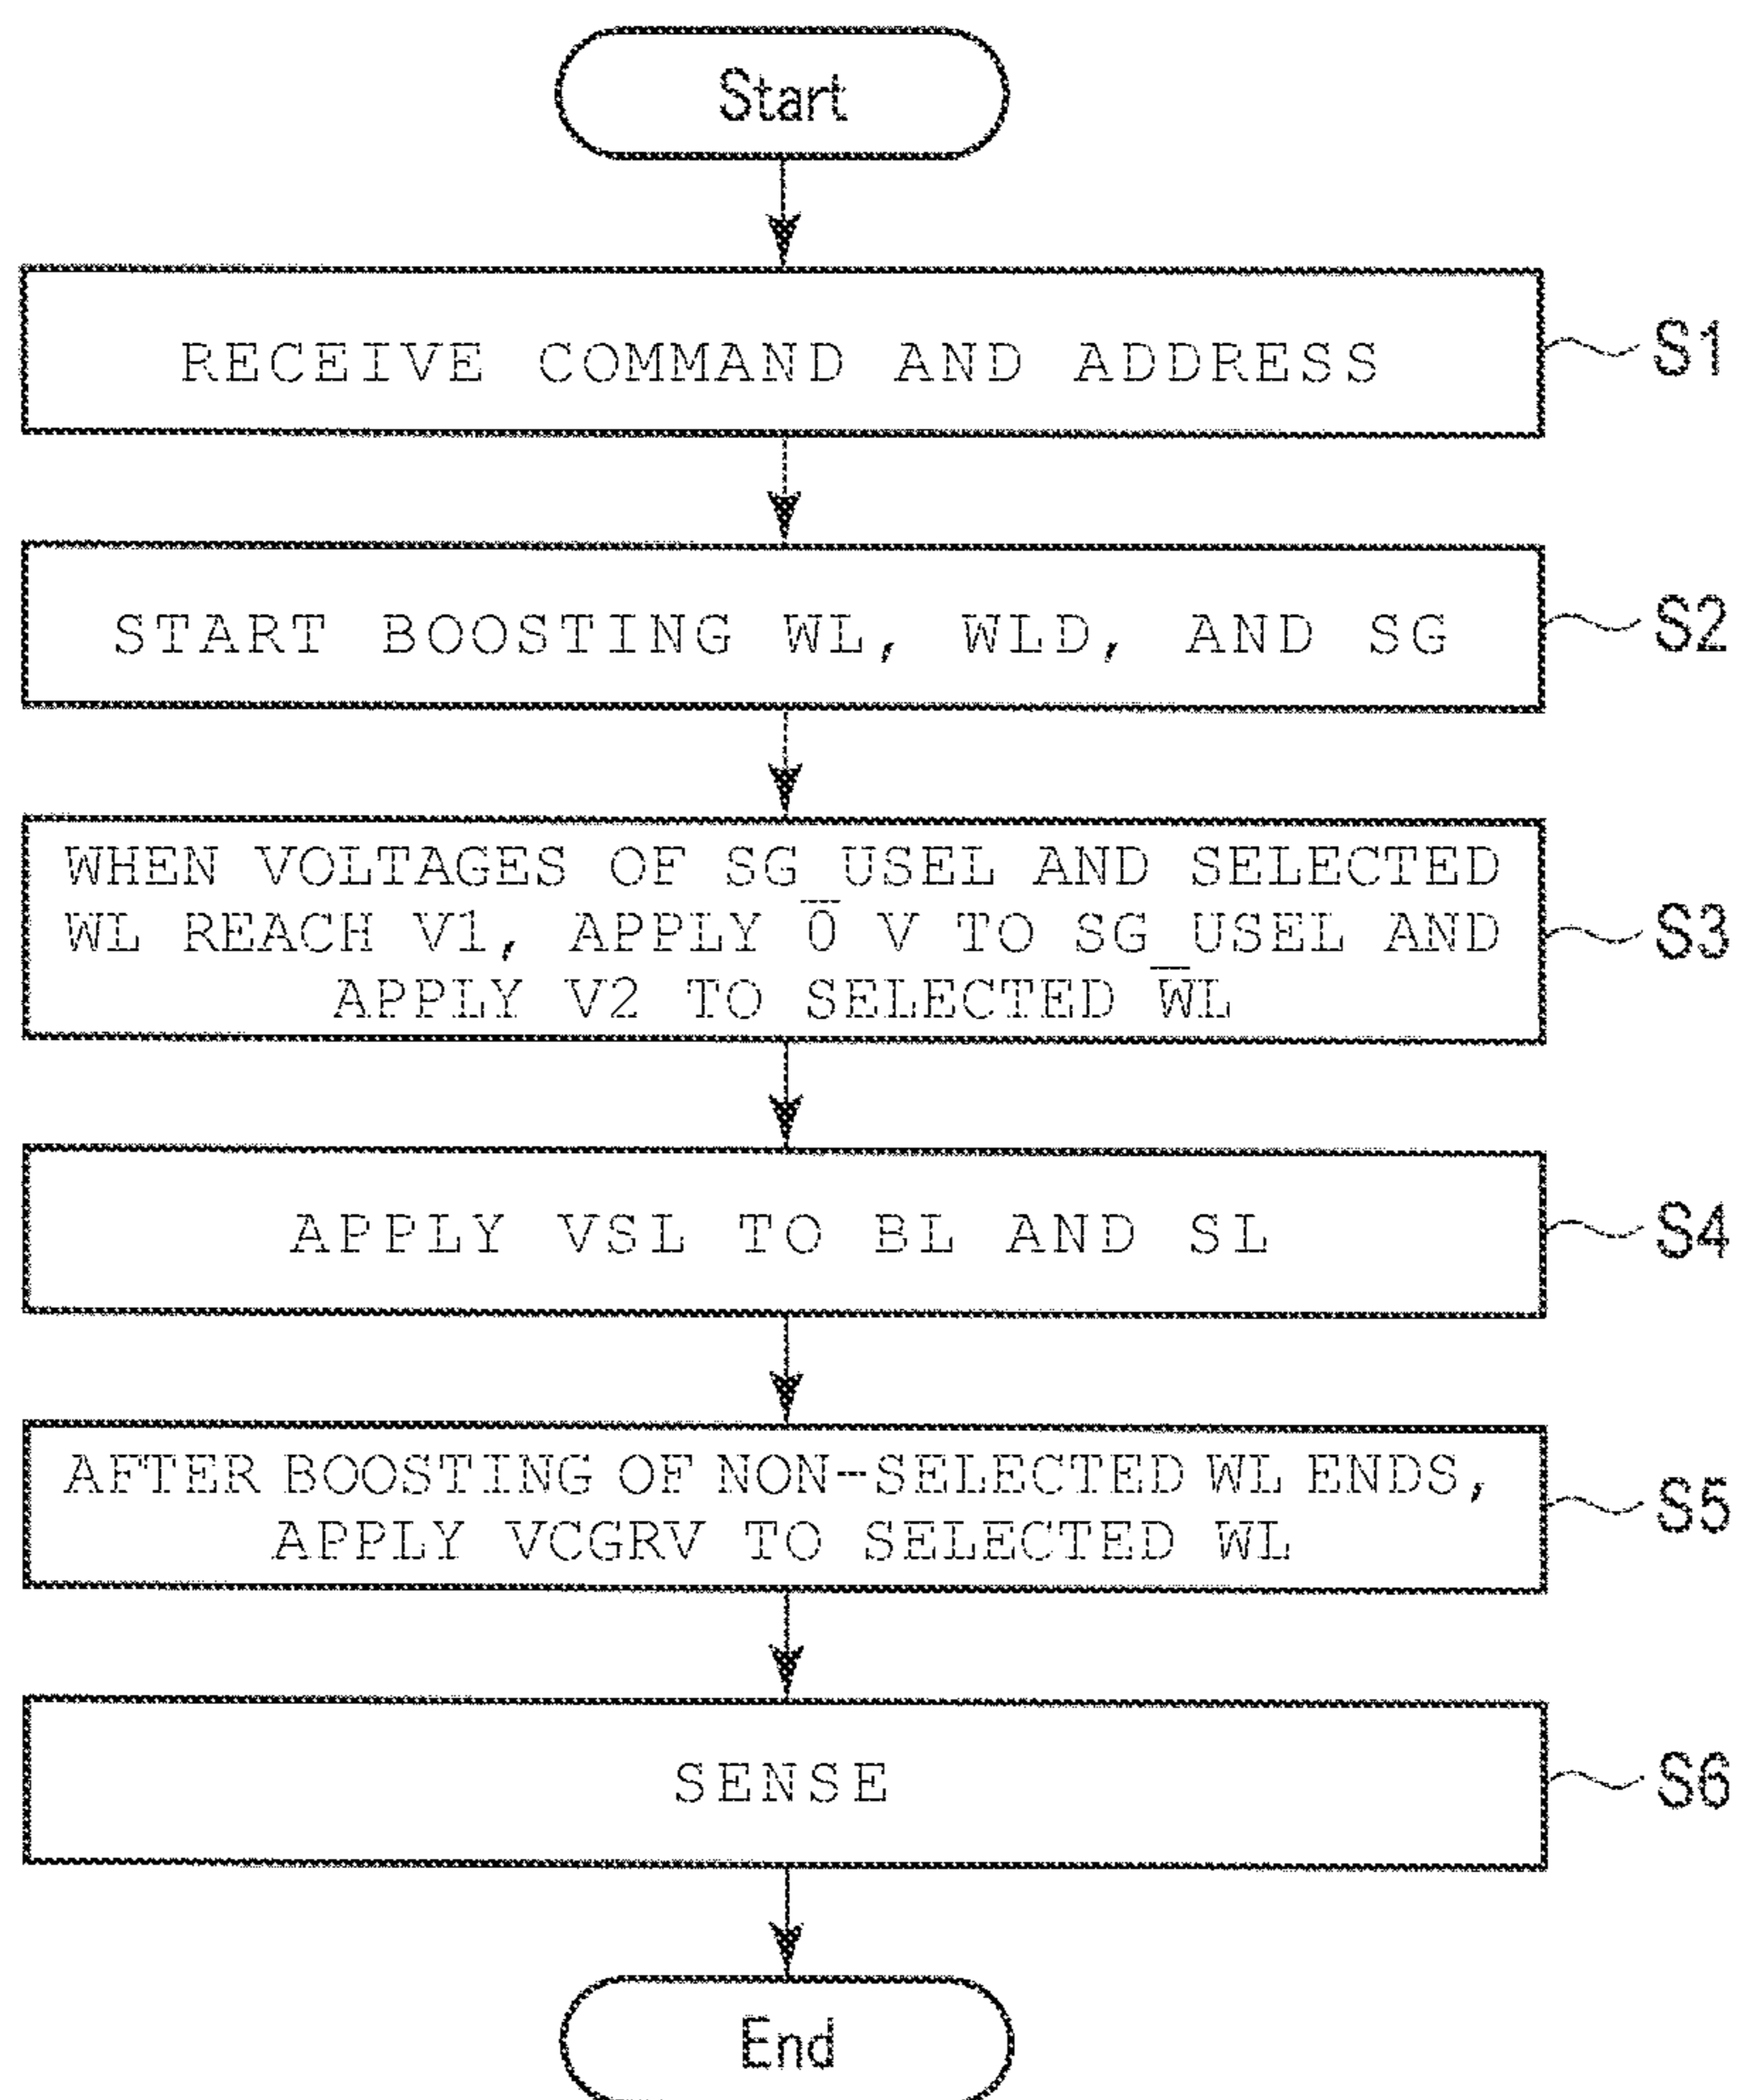 Start
RECEIVE COMMAND AND ADDRESS
S1
START BOOSTING WL, WLD, AND SG
S2
WHEN VOLTAGES OF SG_USEL AND SELECTED
WL REACH V1, APPLY 0 V TO SG_USEL AND
APPLY V2 TO SELECTED WL
S3
APPLY VSL TO BL AND SL
S4
AFTER BOOSTING OF NON-SELECTED WL ENDS,
APPLY VCGRV TO SELECTED WL
S5
SENSE
S6
End